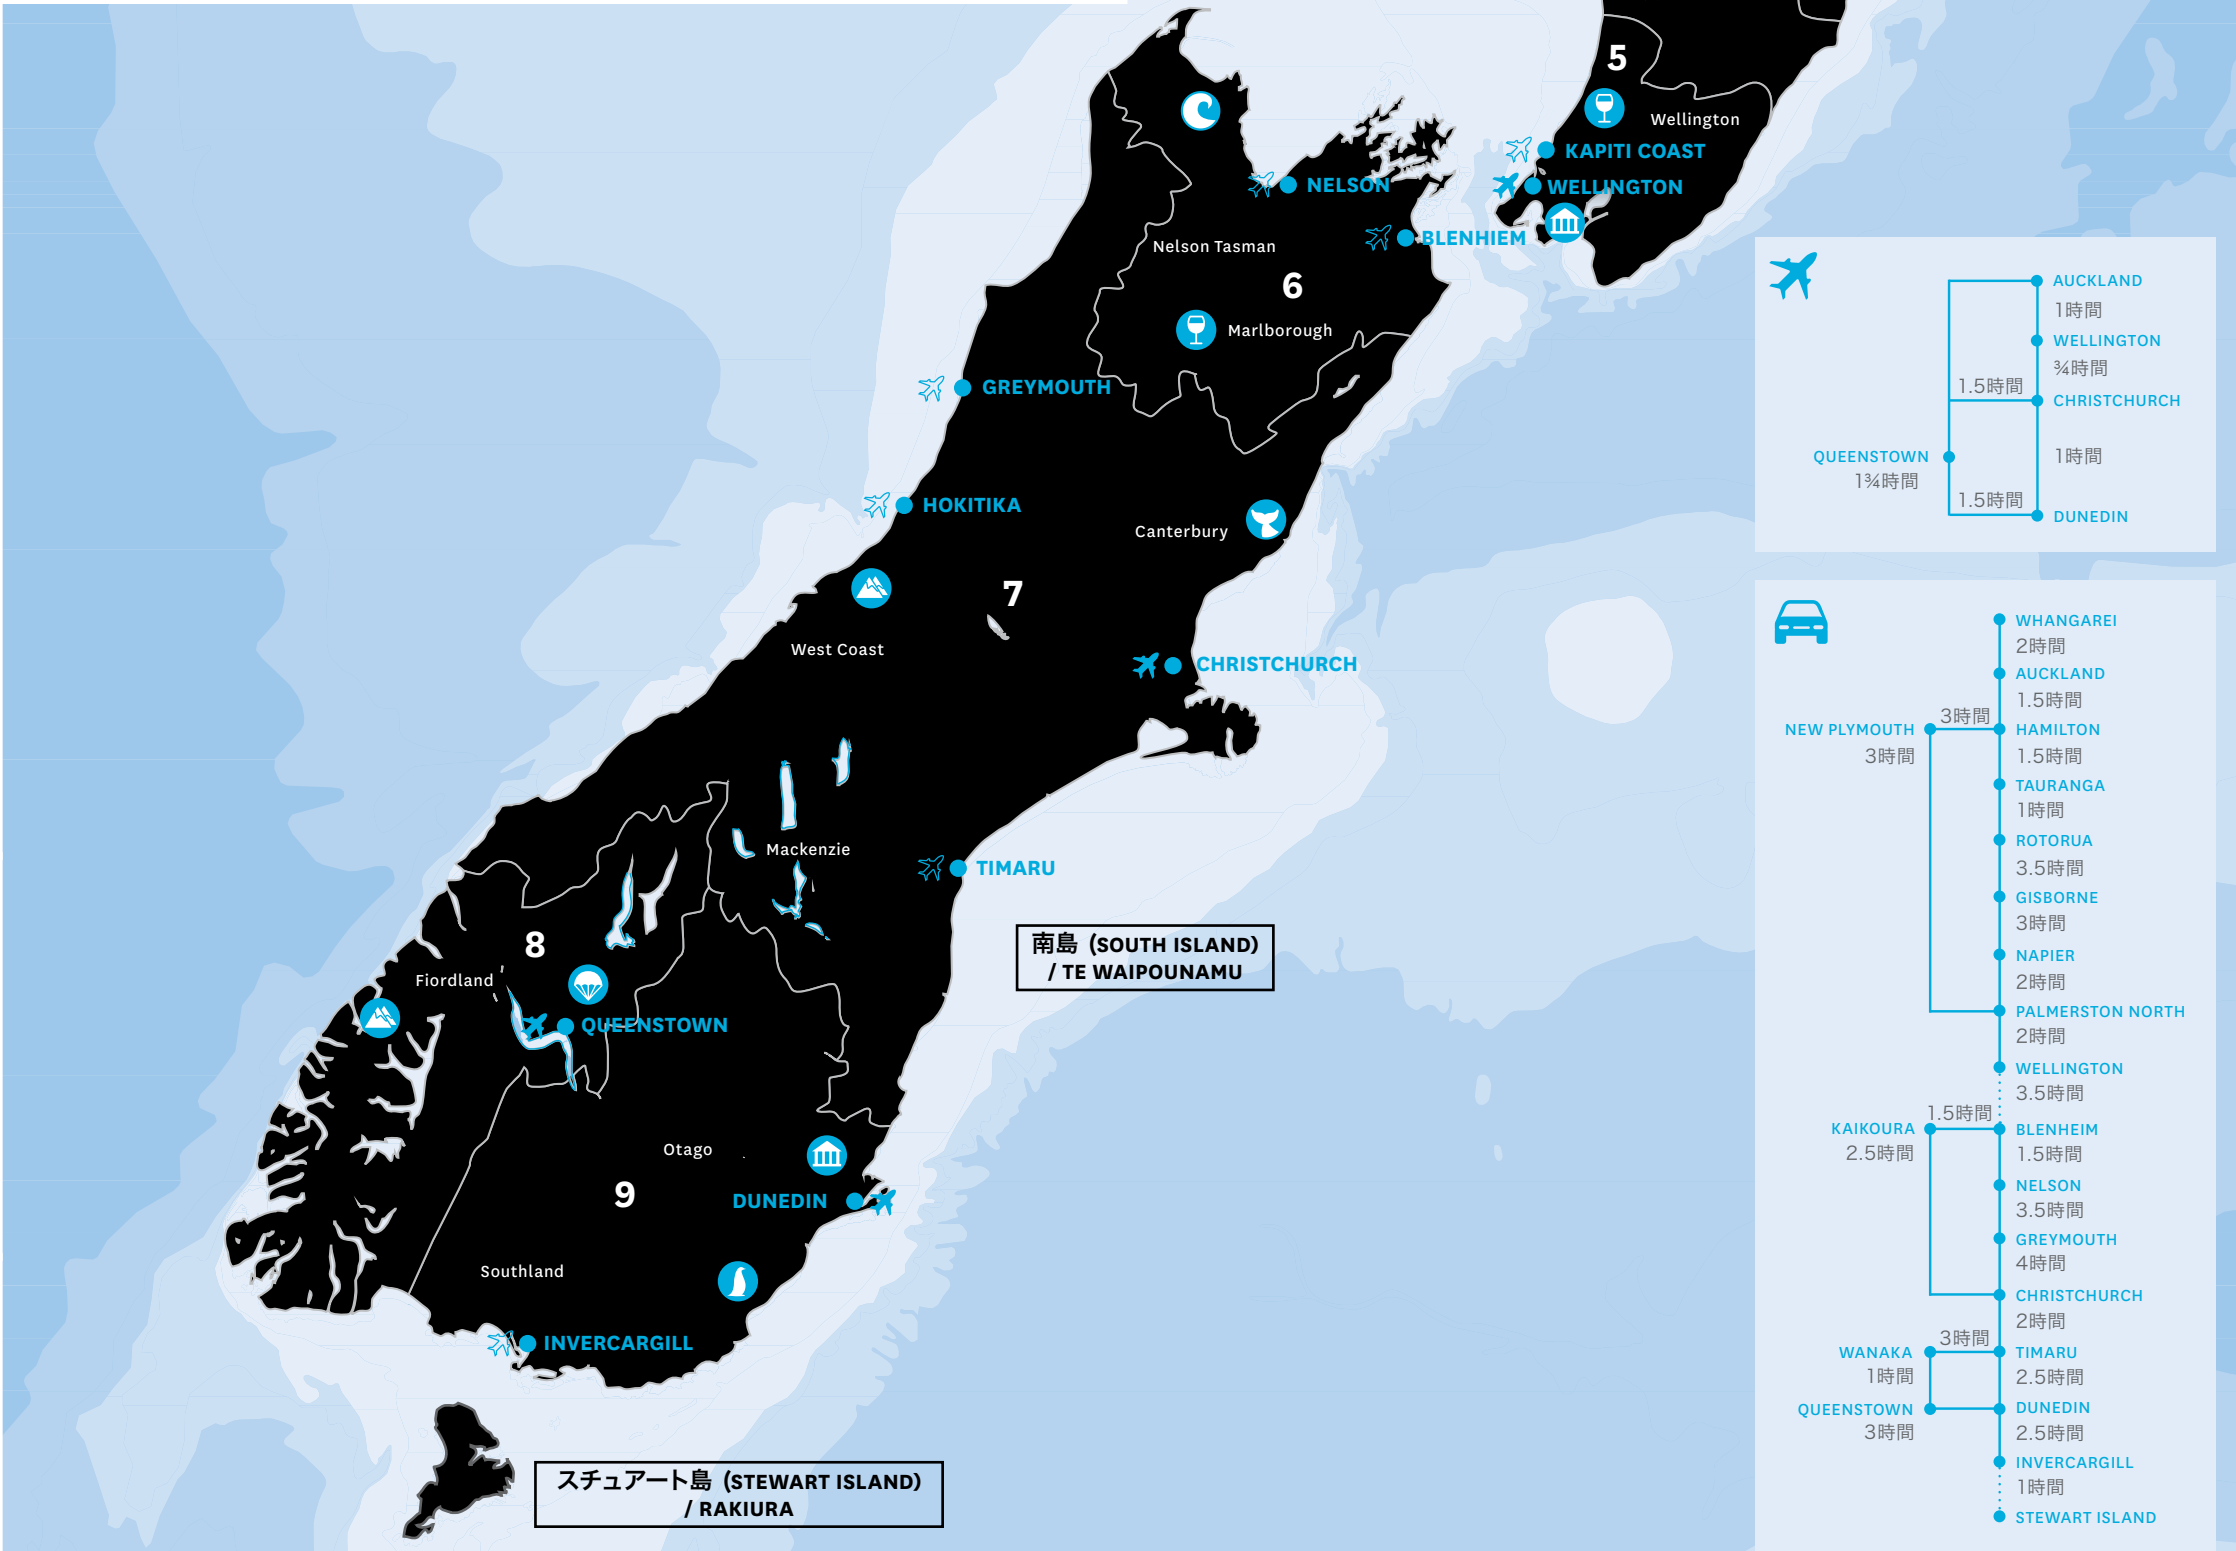 5
Wellington
KAPITI COAST
NELSON
WELLINGTON
BLENHIEM
Nelson Tasman
6
Marlborough
GREYMOUTH
HOKITIKA
Canterbury
7
West Coast
CHRISTCHURCH
Mackenzie
TIMARU
南島 (SOUTH ISLAND)
/ TE WAIPOUNAMU
8
Fiordland
QUEENSTOWN
Otago
9
DUNEDIN
Southland
INVERCARGILL
スチュアート島 (STEWART ISLAND)
/ RAKIURA
AUCKLAND
1時間
WELLINGTON
¾時間
1.5時間
CHRISTCHURCH
QUEENSTOWN
1時間
1¾時間
1.5時間
DUNEDIN
WHANGAREI
2時間
AUCKLAND
1.5時間
3時間
NEW PLYMOUTH
HAMILTON
3時間
1.5時間
TAURANGA
1時間
ROTORUA
3.5時間
GISBORNE
3時間
NAPIER
2時間
PALMERSTON NORTH
2時間
WELLINGTON
3.5時間
1.5時間
KAIKOURA
BLENHEIM
2.5時間
1.5時間
NELSON
3.5時間
GREYMOUTH
4時間
CHRISTCHURCH
2時間
3時間
WANAKA
TIMARU
1時間
2.5時間
QUEENSTOWN
DUNEDIN
3時間
2.5時間
INVERCARGILL
1時間
STEWART ISLAND